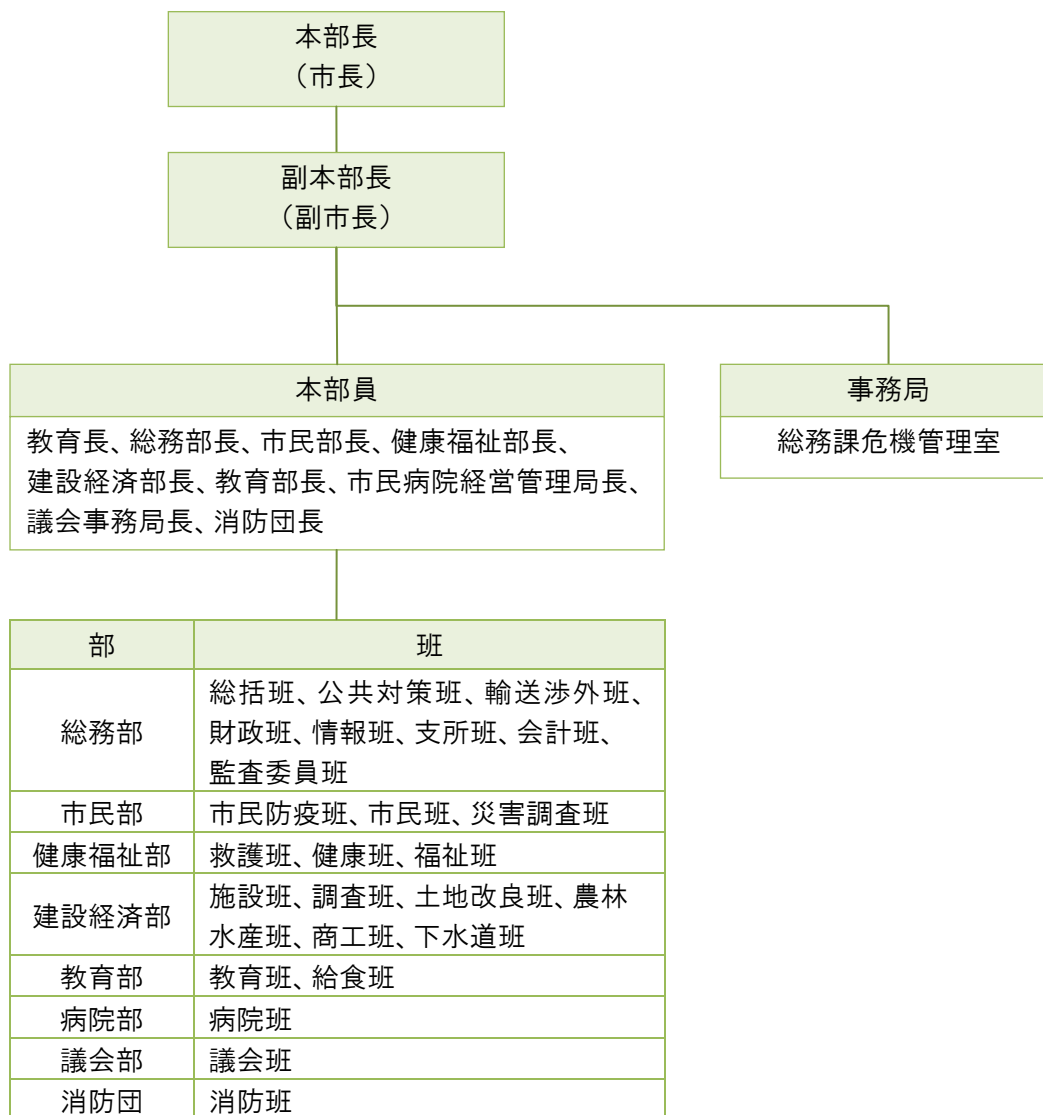 本部長
（市長）
副本部長
（副市長）
本部員
教育長、総務部長、市民部長、健康福祉部長、
建設経済部長、教育部長、市民病院経営管理局長、
議会事務局長、消防団長
事務局
総務課危機管理室
部 班
総務部
総括班、公共対策班、輸送渉外班、
財政班、情報班、支所班、会計班、
監査委員班
市民部 市民防疫班、市民班、災害調査班
健康福祉部 救護班、健康班、福祉班
建設経済部
施設班、調査班、土地改良班、農林
水産班、商工班、下水道班
教育部 教育班、給食班
病院部 病院班
議会部 議会班
消防団 消防班